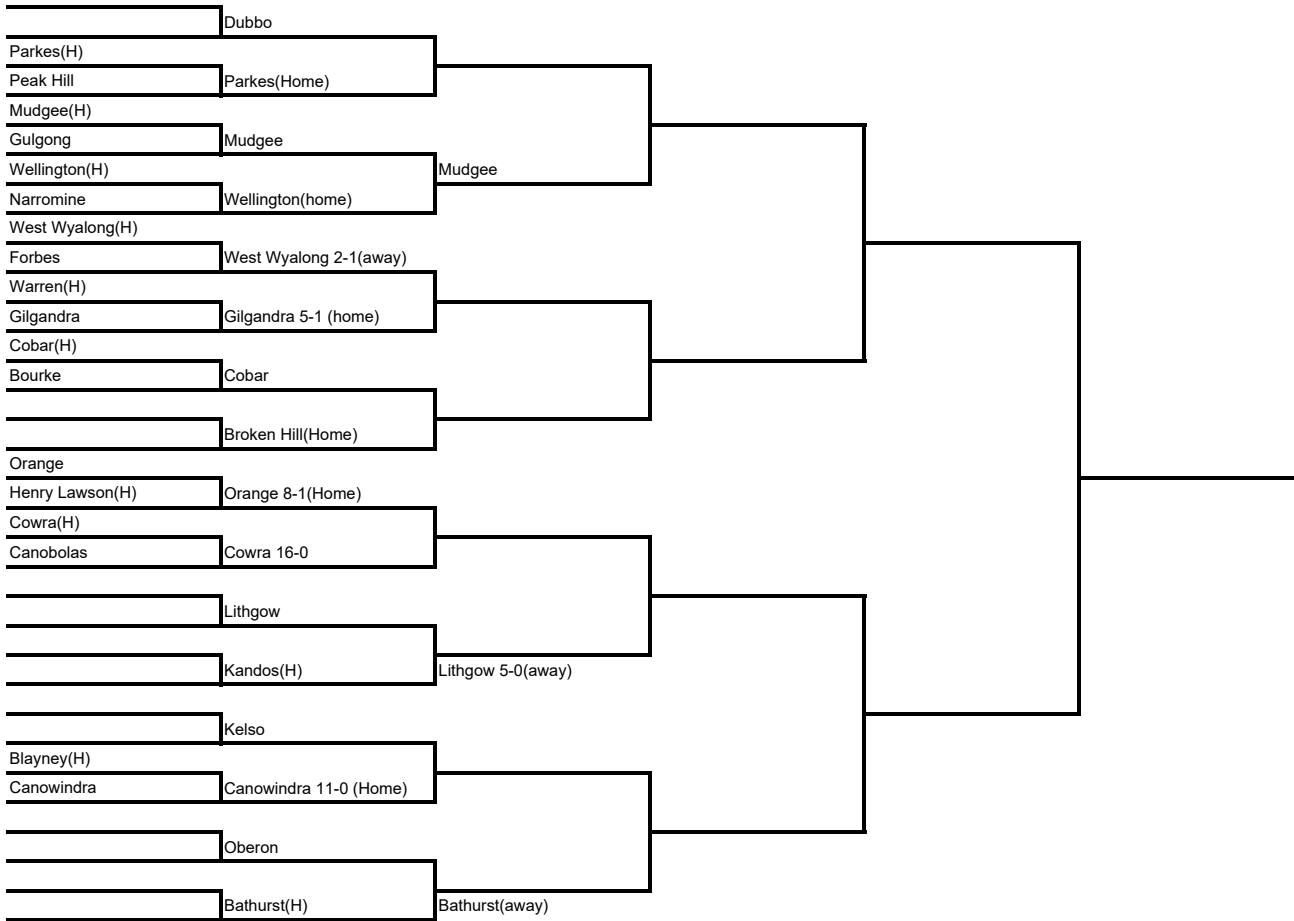 Dubbo
Parkes(H)
Peak Hill
Parkes(Home)
Mudgee(H)
Gulgong
Mudgee
Wellington(H)
Mudgee
Narromine
Wellington(home)
West Wyalong(H)
Forbes
West Wyalong 2-1(away)
Warren(H)
Gilgandra
Gilgandra 5-1 (home)
Cobar(H)
Bourke
Cobar
Broken Hill(Home)
Orange
Henry Lawson(H)
Orange 8-1(Home)
Cowra(H)
Canobolas
Cowra 16-0
Lithgow
Kandos(H)
Lithgow 5-0(away)
Kelso
Blayney(H)
Canowindra
Canowindra 11-0 (Home)
Oberon
Bathurst(H)
Bathurst(away)